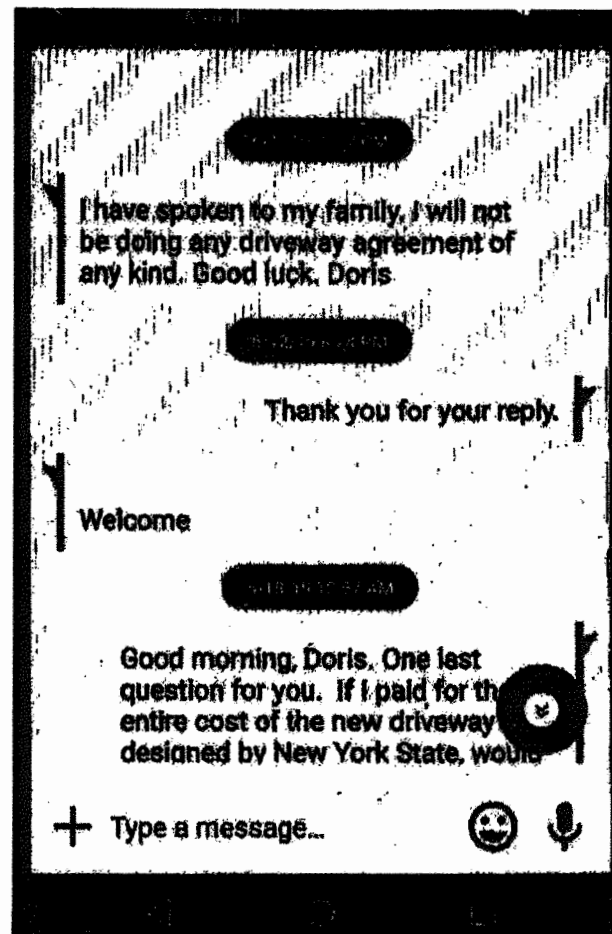 I have spoken to my family. I will not
be doing any driveway agreement of
any kind. Good luck. Doris
Thank you for your reply.
Welcome
Good morning, Doris. One last
question for you. If I paid for the
entire cost of the new driveway
designed by New York State, would
Type a message...